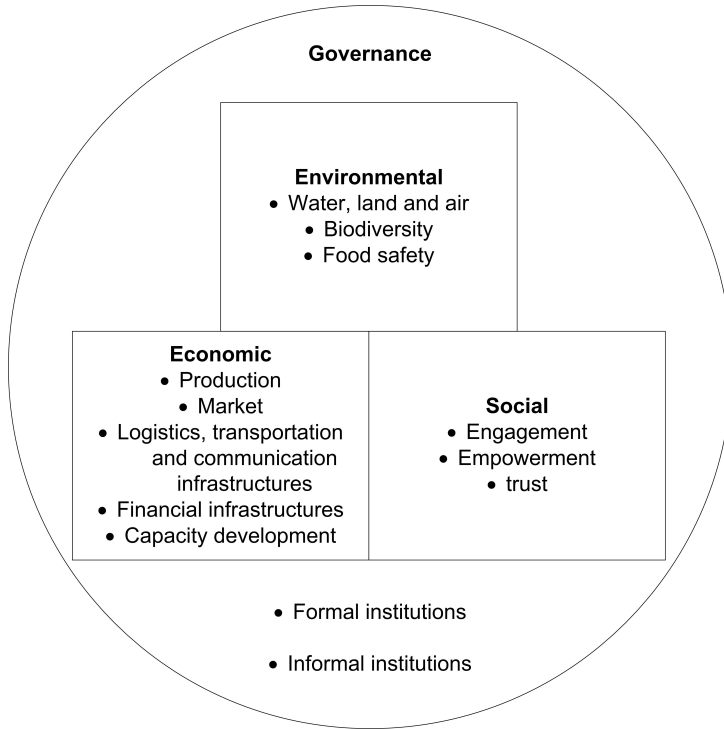 Governance
Environmental
• Water, land and air
• Biodiversity
• Food safety
Economic
• Production
• Market
• Logistics, transportation
and communication
infrastructures
• Financial infrastructures
• Capacity development
Social
• Engagement
• Empowerment
• trust
• Formal institutions
• Informal institutions